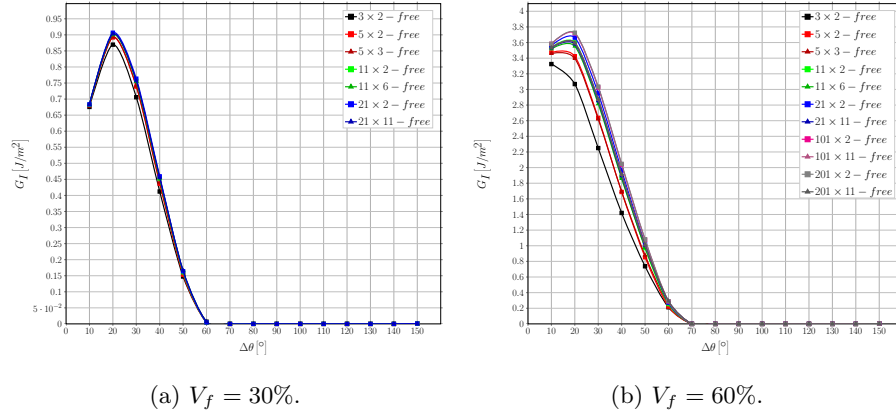 0.95
0.9
0.85
0.8
0.75
0.7
0.65
0.6
0.55
0.5
0.45
0.4
0.35
0.3
0.25
0.2
0.15
0.1
5 · 10⁻²
0
G_I [J/m²]
10 20 30 40 50 60 70 80 90 100 110 120 130 140 150
Δθ [°]
3 × 2 − free
5 × 2 − free
5 × 3 − free
11 × 2 − free
11 × 6 − free
21 × 2 − free
21 × 11 − free
(a) V_f = 30%.
4
3.8
3.6
3.4
3.2
3
2.8
2.6
2.4
2.2
2
1.8
1.6
1.4
1.2
1
0.8
0.6
0.4
0.2
0
G_I [J/m²]
10 20 30 40 50 60 70 80 90 100 110 120 130 140 150
Δθ [°]
3 × 2 − free
5 × 2 − free
5 × 3 − free
11 × 2 − free
11 × 6 − free
21 × 2 − free
21 × 11 − free
101 × 2 − free
101 × 11 − free
201 × 2 − free
201 × 11 − free
(b) V_f = 60%.